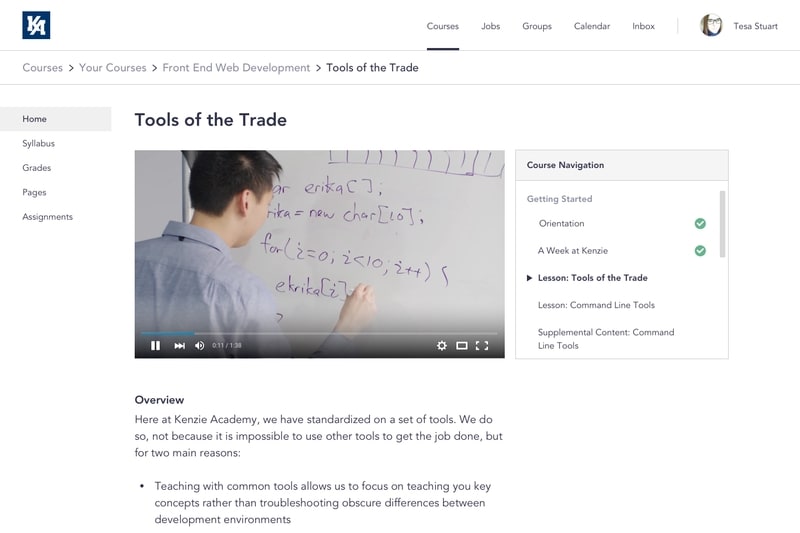 KA
Courses Jobs Groups Calendar Inbox Tesa Stuart
Courses > Your Courses > Front End Web Development > Tools of the Trade
Home
Syllabus
Grades
Pages
Assignments
Tools of the Trade
ar erika[];
rika = new char[10];
for(i=0; i<10; i++) {
ekrika[i]
0:11 / 1:38
Course Navigation
Getting Started
Orientation
A Week at Kenzie
Lesson: Tools of the Trade
Lesson: Command Line Tools
Supplemental Content: Command
Line Tools
Overview
Here at Kenzie Academy, we have standardized on a set of tools. We do
so, not because it is impossible to use other tools to get the job done, but
for two main reasons:
• Teaching with common tools allows us to focus on teaching you key
concepts rather than troubleshooting obscure differences between
development environments